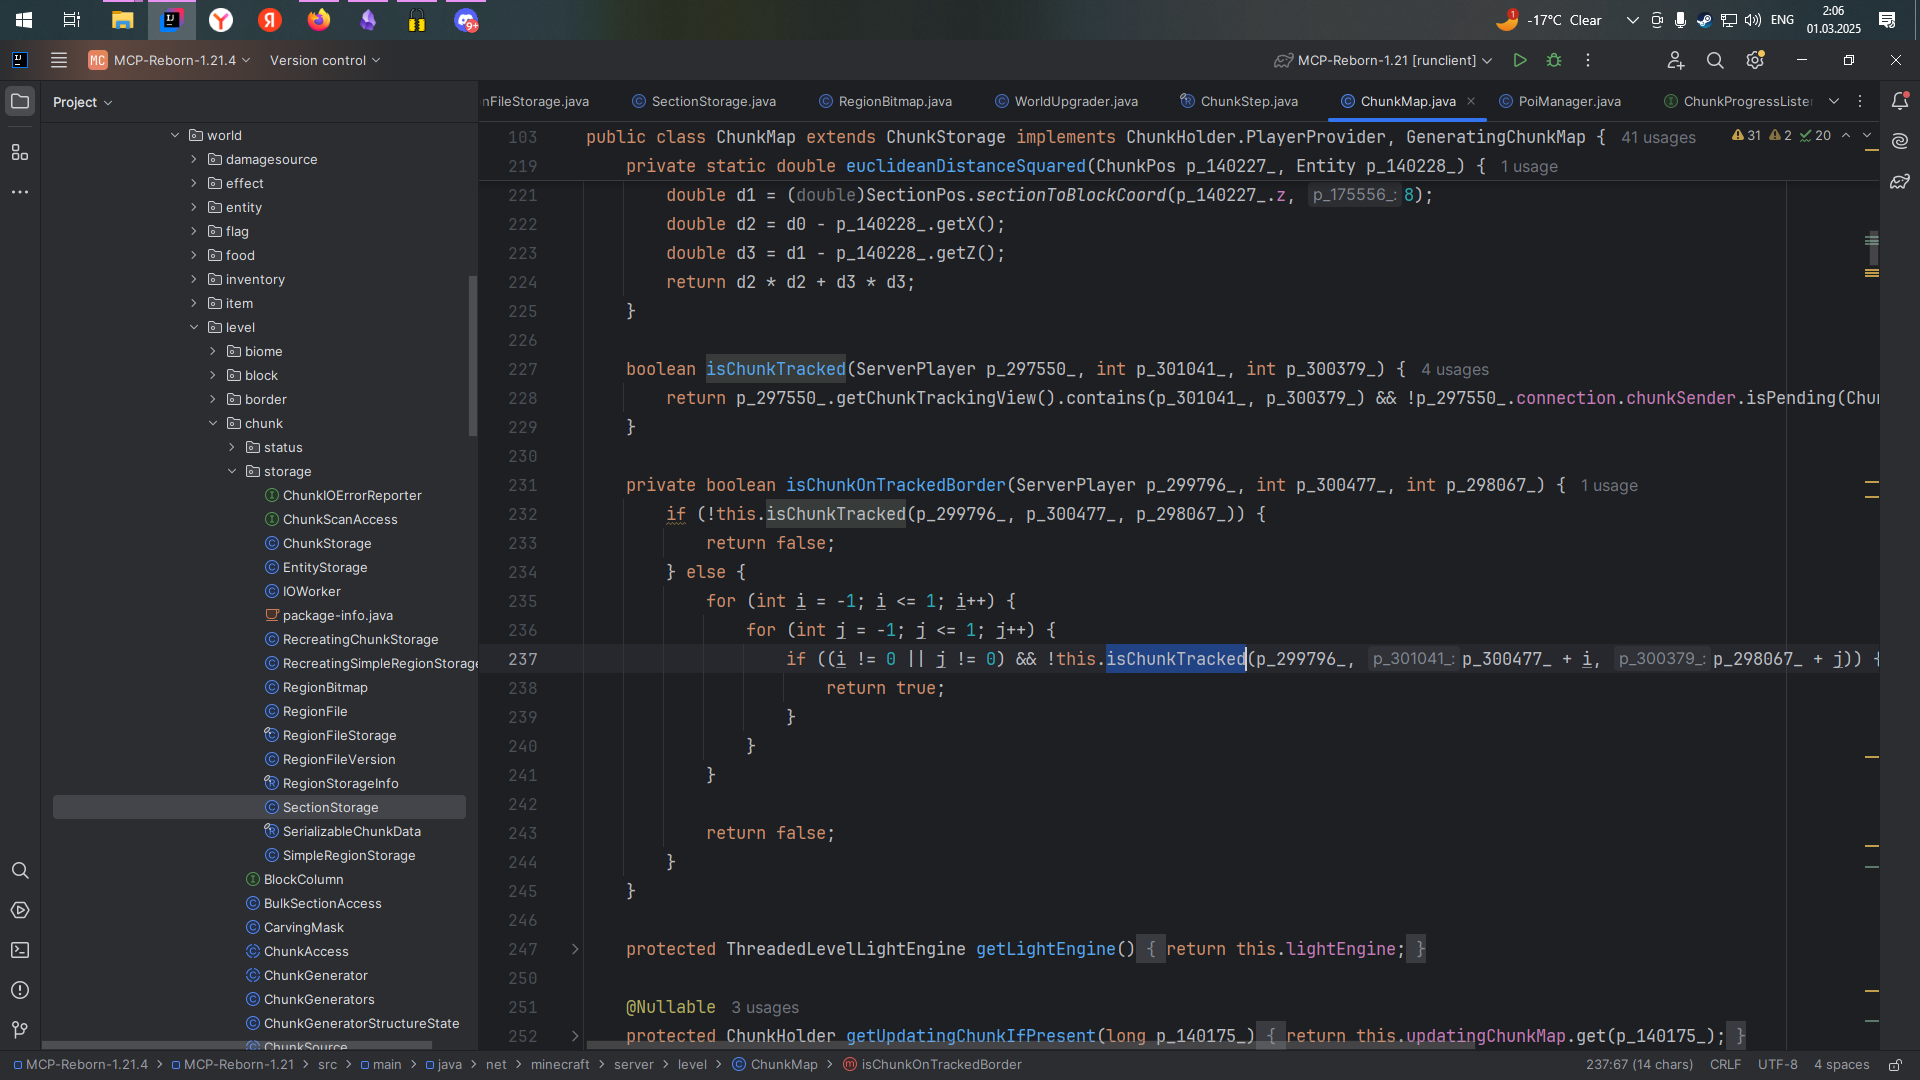 -17°C Clear
ENG
2:06
01.03.2025
MC MCP-Reborn-1.21.4
Version control
MCP-Reborn-1.21 [runclient]
Project
nFileStorage.java
SectionStorage.java
RegionBitmap.java
WorldUpgrader.java
ChunkStep.java
ChunkMap.java
PoiManager.java
ChunkProgressLister
world
damagesource
effect
entity
flag
food
inventory
item
level
biome
block
border
chunk
status
storage
ChunkIOErrorReporter
ChunkScanAccess
ChunkStorage
EntityStorage
IOWorker
package-info.java
RecreatingChunkStorage
RecreatingSimpleRegionStorage
RegionBitmap
RegionFile
RegionFileStorage
RegionFileVersion
RegionStorageInfo
SectionStorage
SerializableChunkData
SimpleRegionStorage
BlockColumn
BulkSectionAccess
CarvingMask
ChunkAccess
ChunkGenerator
ChunkGenerators
ChunkGeneratorStructureState
ChunkSource
103 public class ChunkMap extends ChunkStorage implements ChunkHolder.PlayerProvider, GeneratingChunkMap { 41 usages
31 2 20
219 private static double euclideanDistanceSquared(ChunkPos p_140227_, Entity p_140228_) { 1 usage
221 double d1 = (double)SectionPos.sectionToBlockCoord(p_140227_.z, p_175556_: 8);
222 double d2 = d0 - p_140228_.getX();
223 double d3 = d1 - p_140228_.getZ();
224 return d2 * d2 + d3 * d3;
225 }
226
227 boolean isChunkTracked(ServerPlayer p_297550_, int p_301041_, int p_300379_) { 4 usages
228 return p_297550_.getChunkTrackingView().contains(p_301041_, p_300379_) && !p_297550_.connection.chunkSender.isPending(Chun
229 }
230
231 private boolean isChunkOnTrackedBorder(ServerPlayer p_299796_, int p_300477_, int p_298067_) { 1 usage
232 if (!this.isChunkTracked(p_299796_, p_300477_, p_298067_)) {
233 return false;
234 } else {
235 for (int i = -1; i <= 1; i++) {
236 for (int j = -1; j <= 1; j++) {
237 if ((i != 0 || j != 0) && !this.isChunkTracked(p_299796_, p_301041_: p_300477_ + i, p_300379_: p_298067_ + j)) {
238 return true;
239 }
240 }
241 }
242
243 return false;
244 }
245 }
246
247 protected ThreadedLevelLightEngine getLightEngine() { return this.lightEngine; }
250
251 @Nullable 3 usages
252 protected ChunkHolder getUpdatingChunkIfPresent(long p_140175_) { return this.updatingChunkMap.get(p_140175_); }
MCP-Reborn-1.21.4 > MCP-Reborn-1.21 > src > main > java > net > minecraft > server > level > ChunkMap > isChunkOnTrackedBorder
237:67 (14 chars) CRLF UTF-8 4 spaces